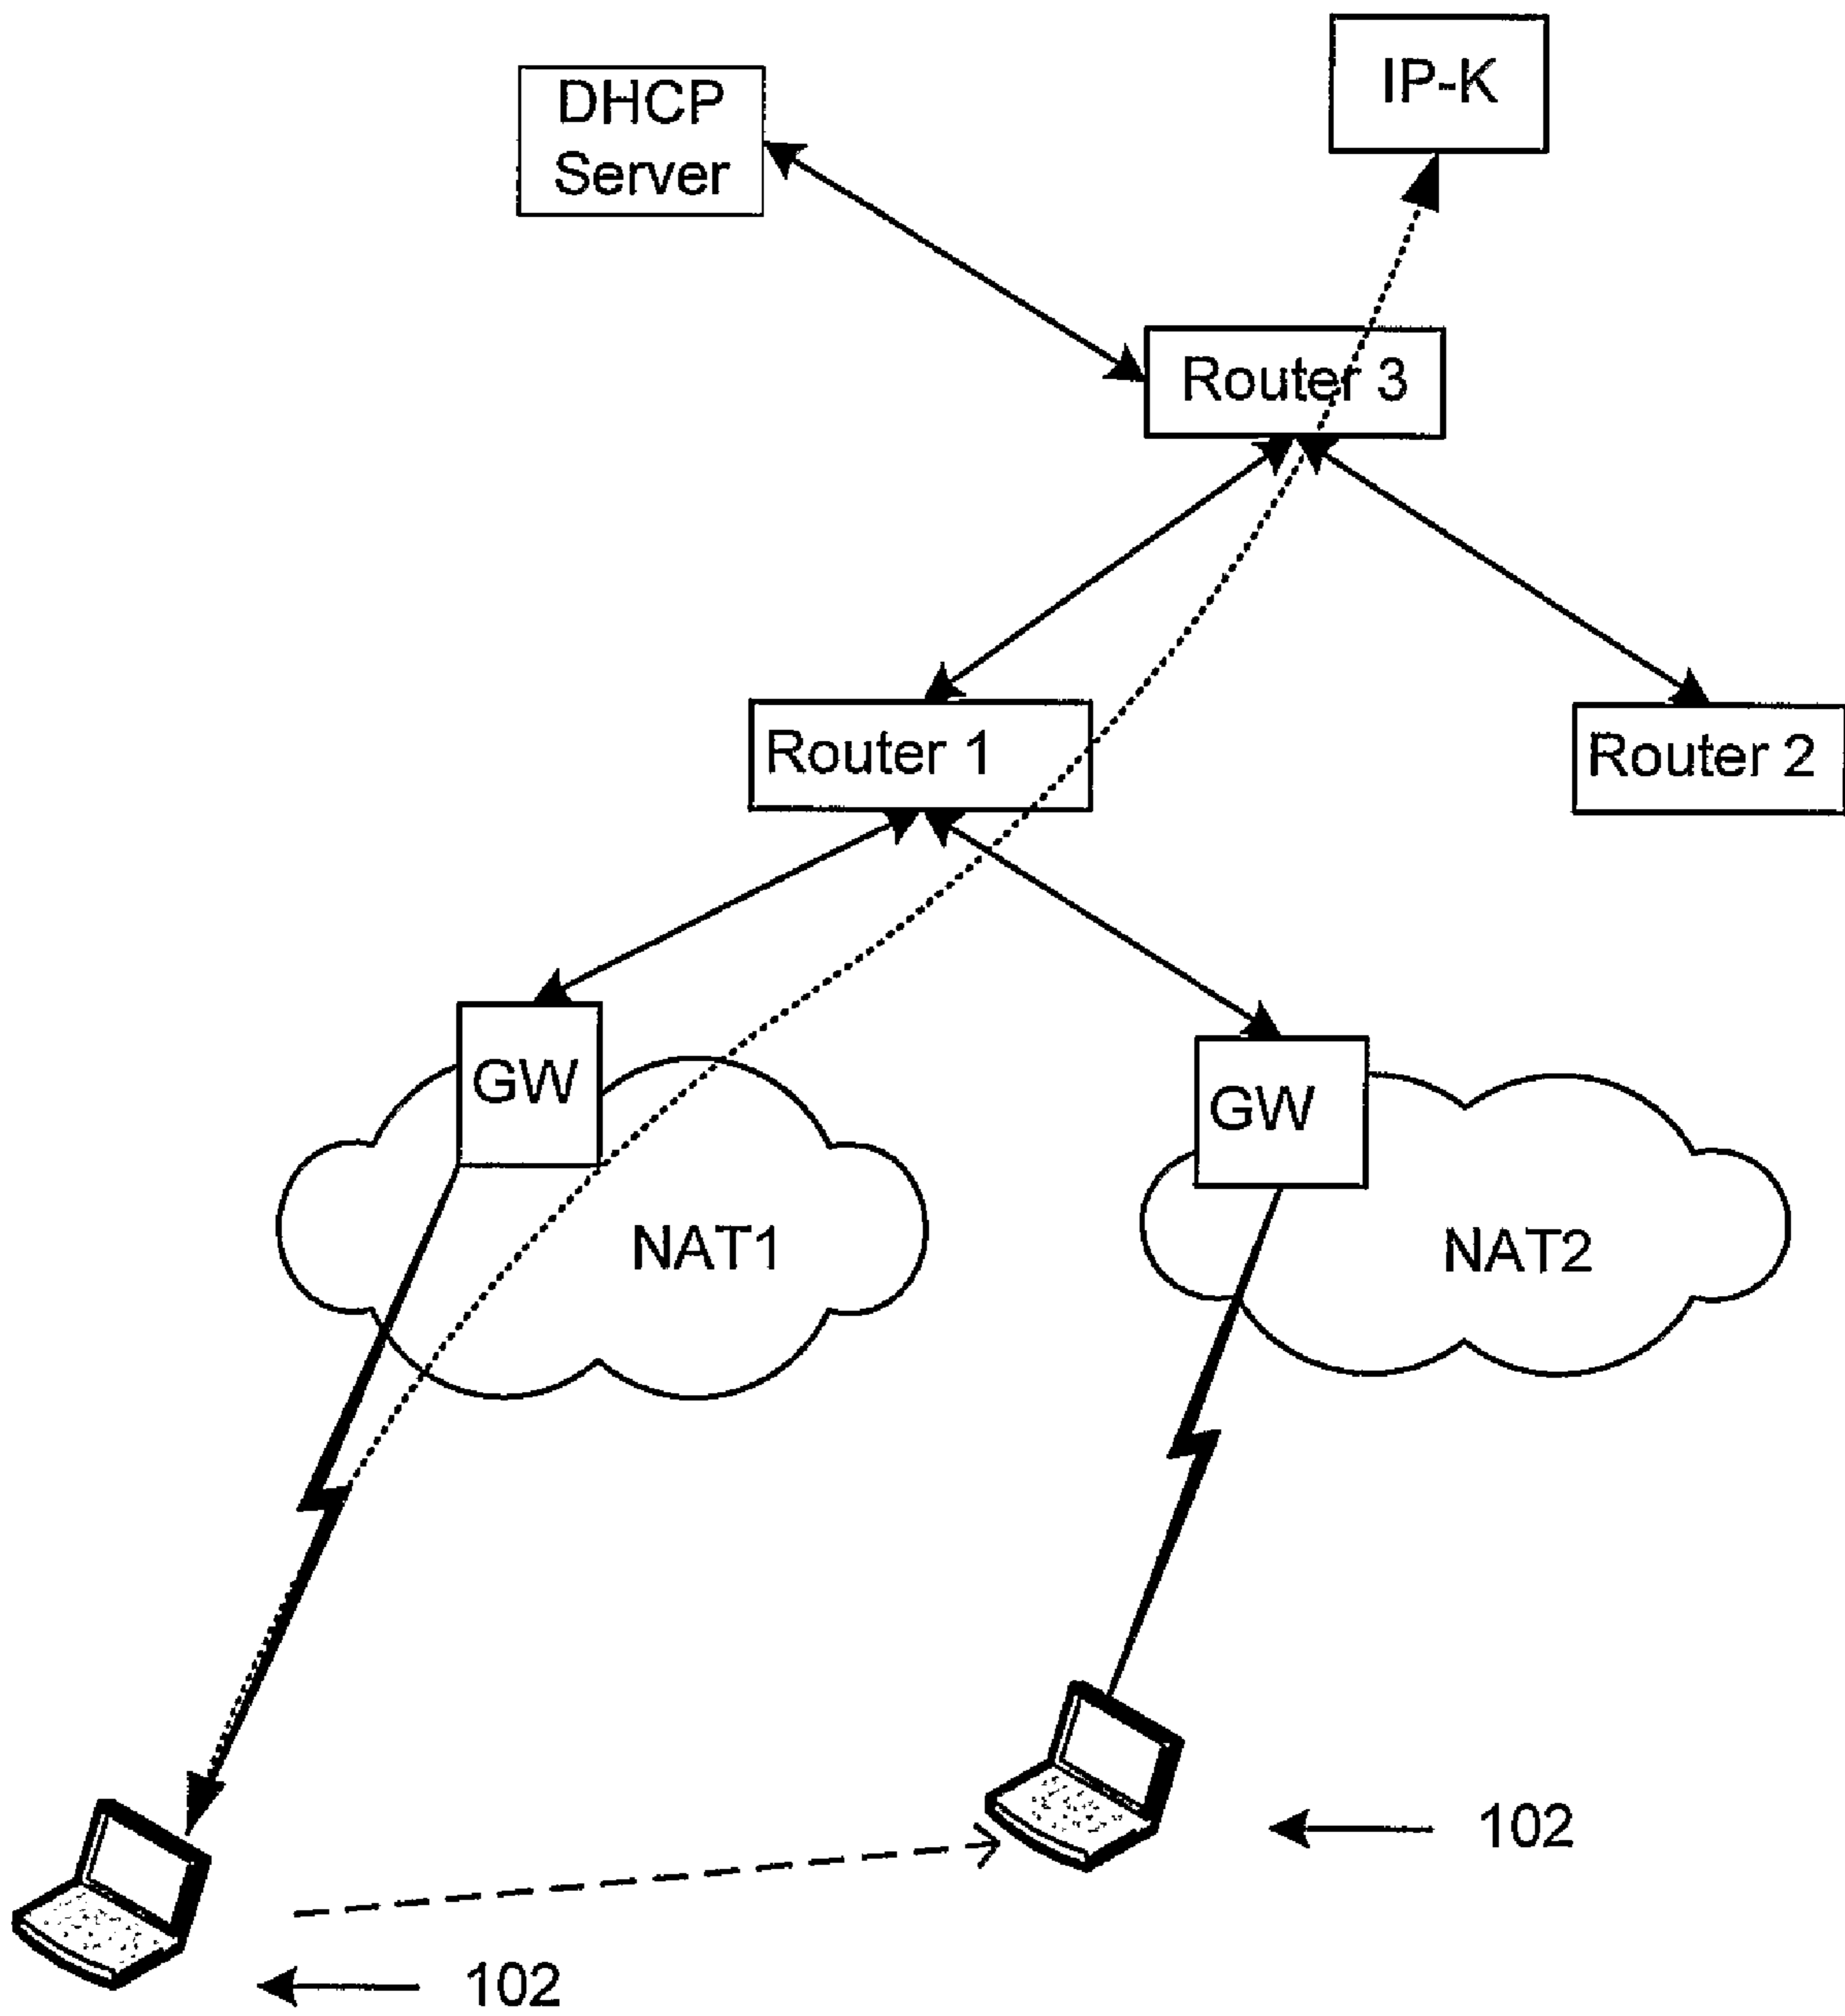 IP-K
DHCP
Server
Router 3
Router 1
Router 2
GW
GW
NAT1
NAT2
102
102